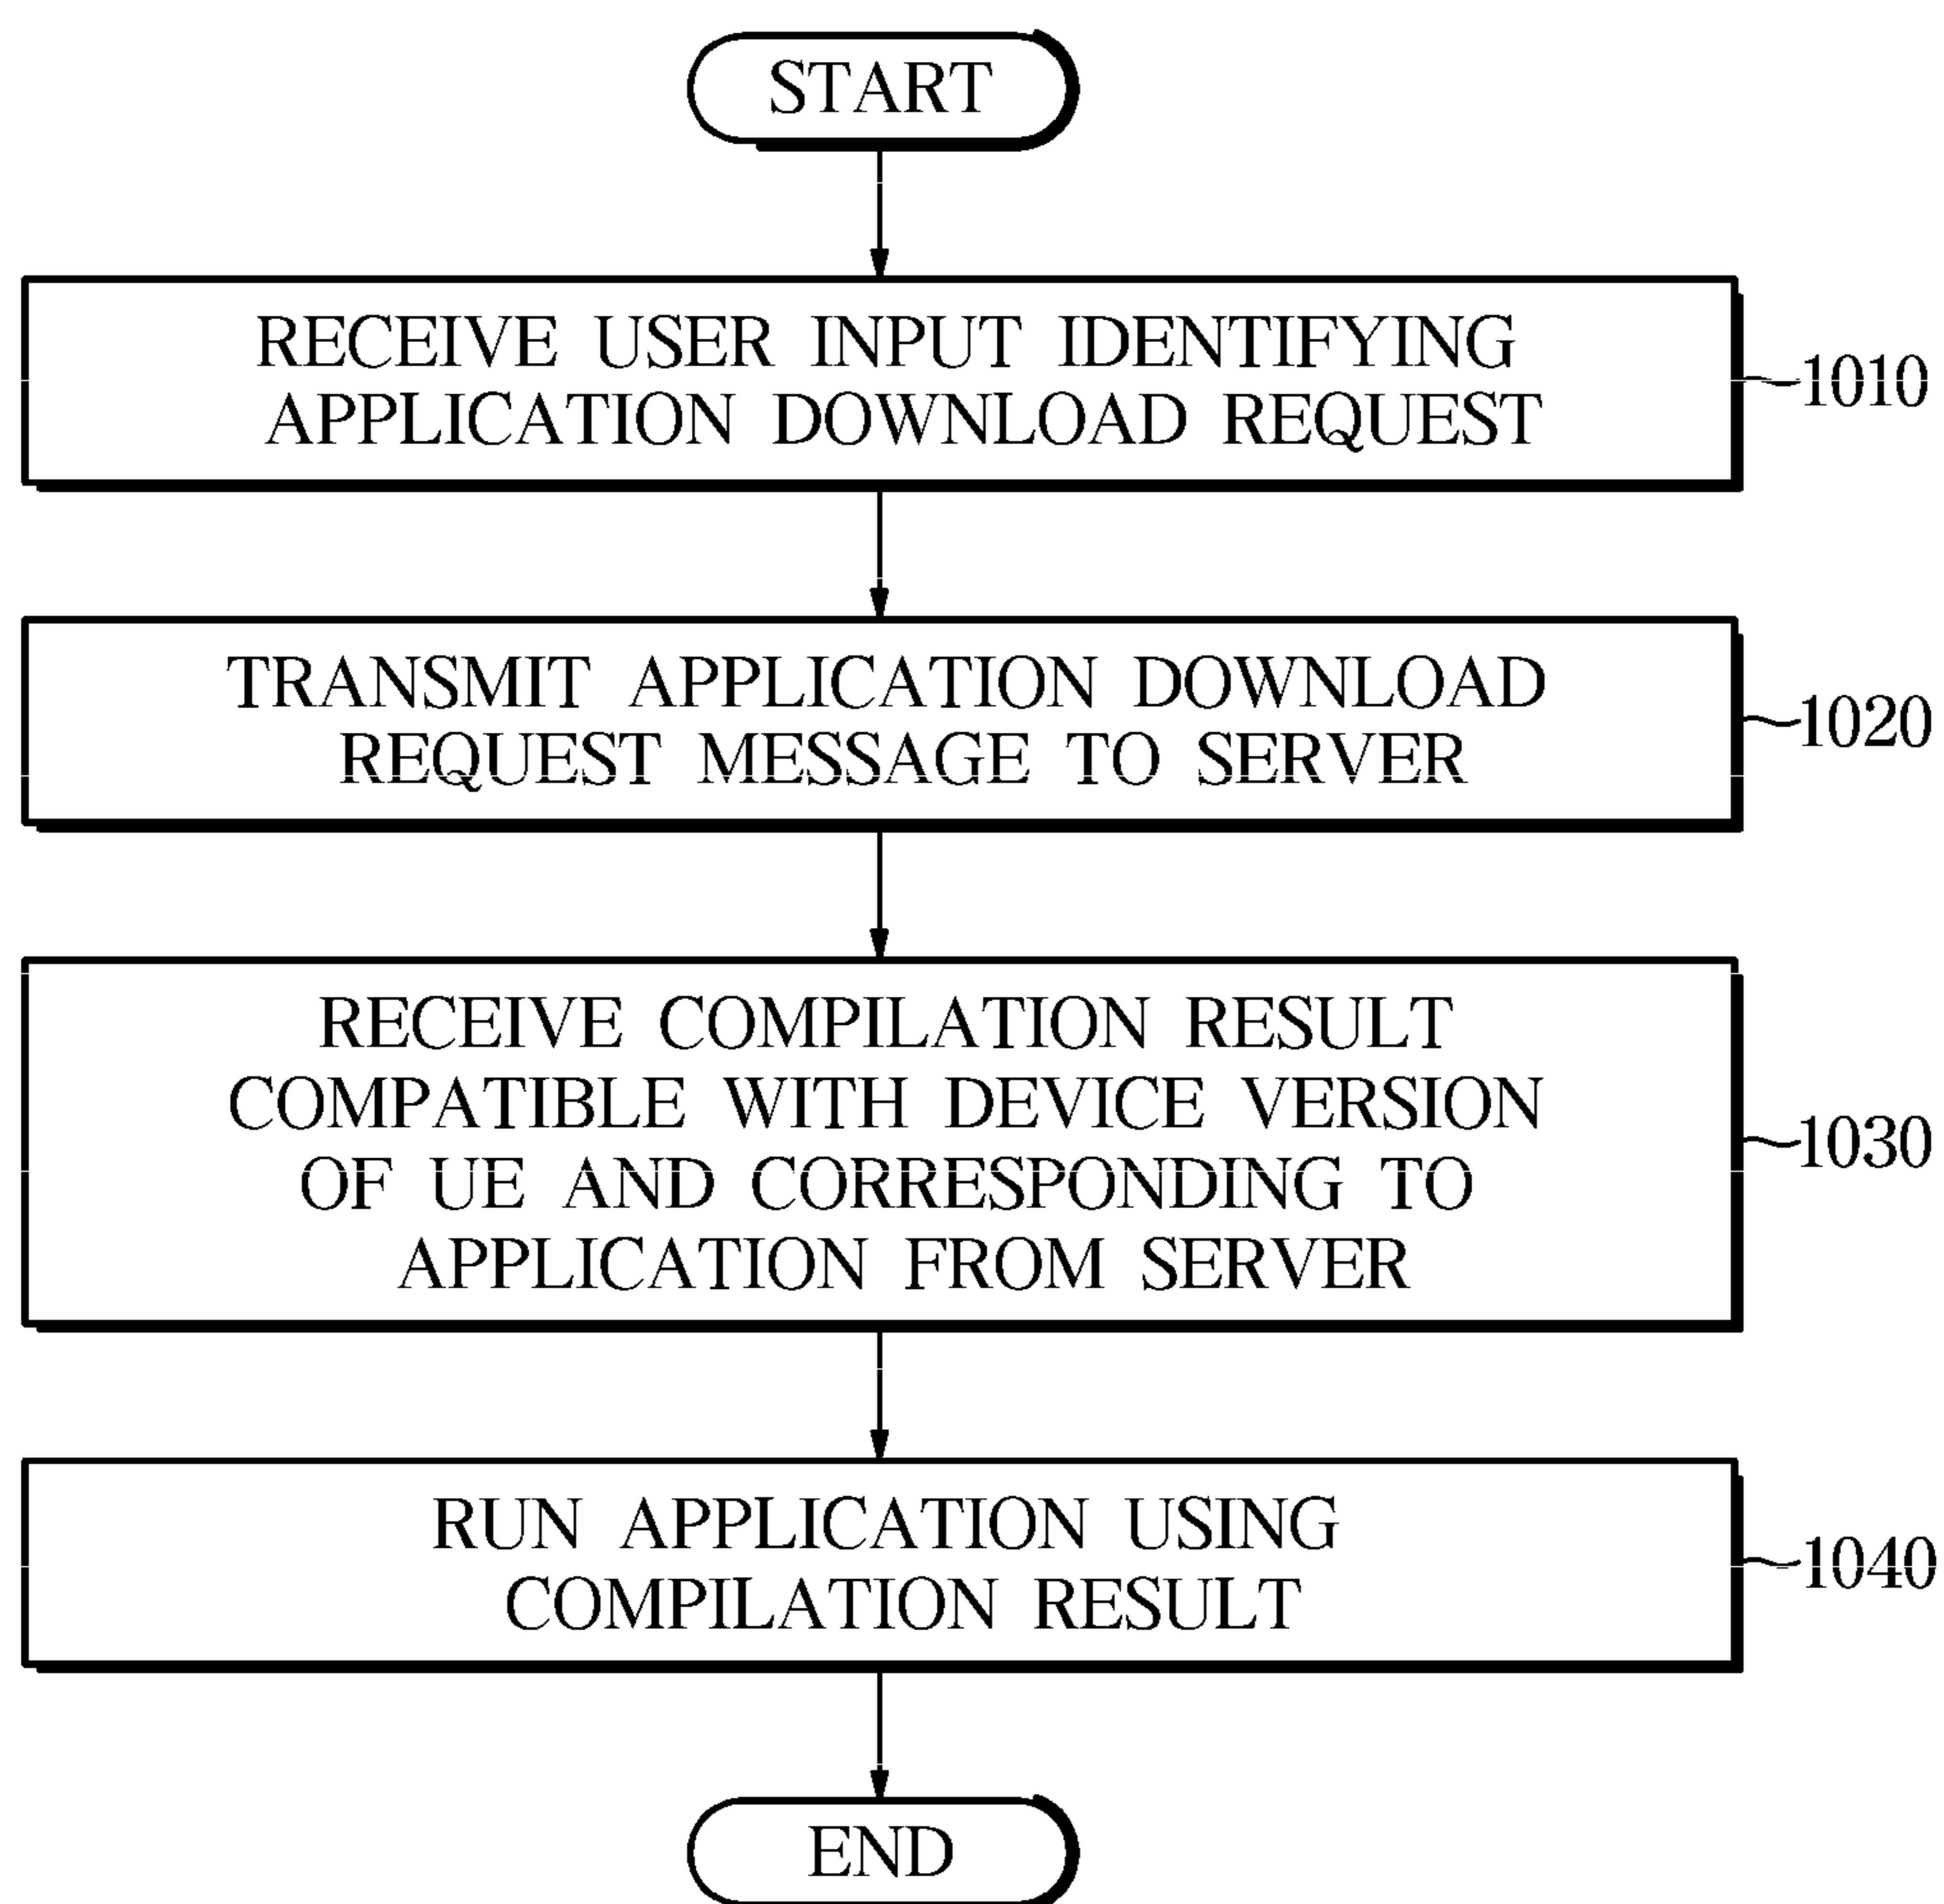 START
RECEIVE USER INPUT IDENTIFYING
APPLICATION DOWNLOAD REQUEST
1010
TRANSMIT APPLICATION DOWNLOAD
REQUEST MESSAGE TO SERVER
1020
RECEIVE COMPILATION RESULT
COMPATIBLE WITH DEVICE VERSION
OF UE AND CORRESPONDING TO
APPLICATION FROM SERVER
1030
RUN APPLICATION USING
COMPILATION RESULT
1040
END